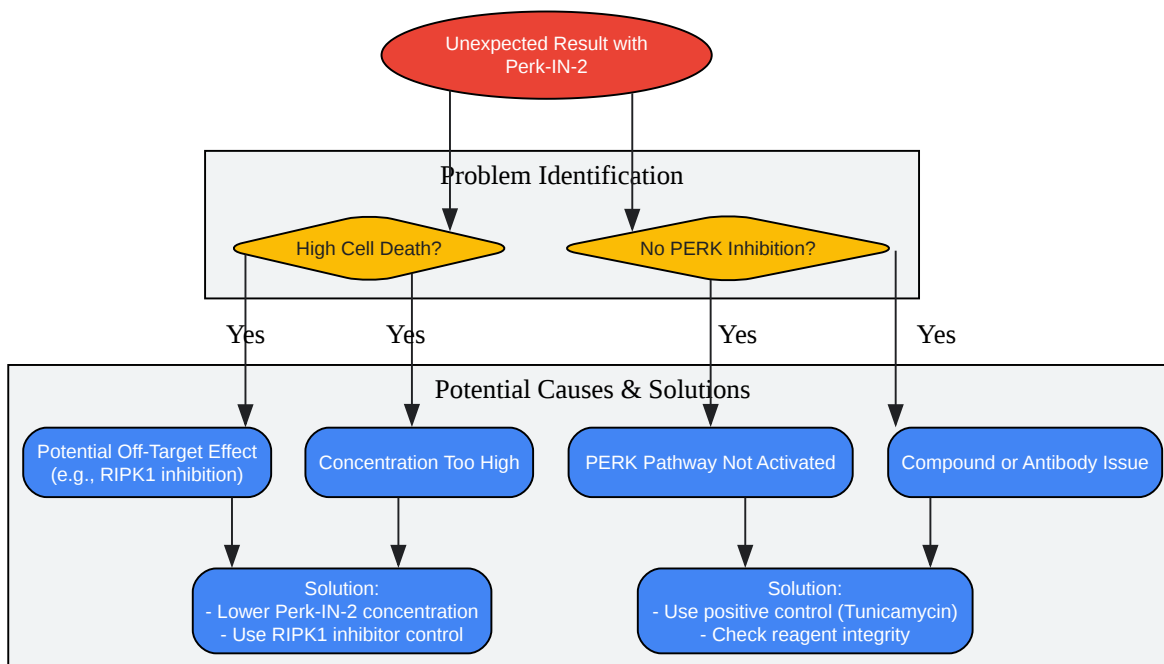 Unexpected Result with
Perk-IN-2
Problem Identification
High Cell Death?
No PERK Inhibition?
Yes
Yes
Yes
Yes
Potential Causes & Solutions
Potential Off-Target Effect
(e.g., RIPK1 inhibition)
Concentration Too High
PERK Pathway Not Activated
Compound or Antibody Issue
Solution:
- Lower Perk-IN-2 concentration
- Use RIPK1 inhibitor control
Solution:
- Use positive control (Tunicamycin)
- Check reagent integrity